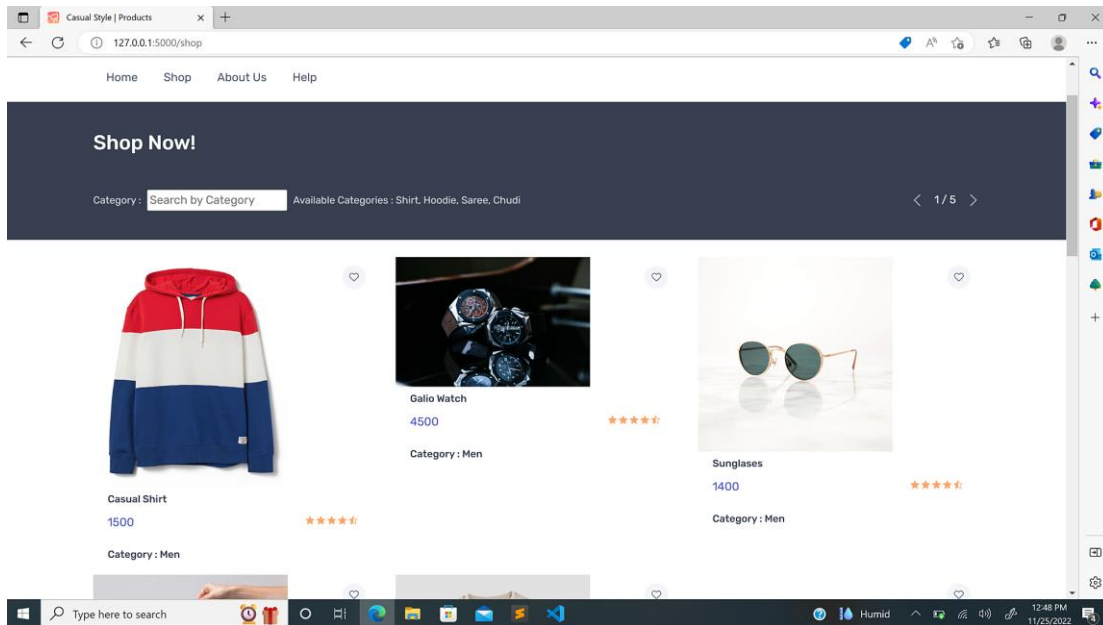 Casual Style | Products
127.0.0.1:5000/shop
Home Shop About Us Help
Shop Now!
Category : Search by Category Available Categories : Shirt, Hoodie, Saree, Chudi
1 / 5
Casual Shirt
1500
Category : Men
Galio Watch
4500
Category : Men
Sunglases
1400
Category : Men
Type here to search
Humid
12:48 PM
11/25/2022